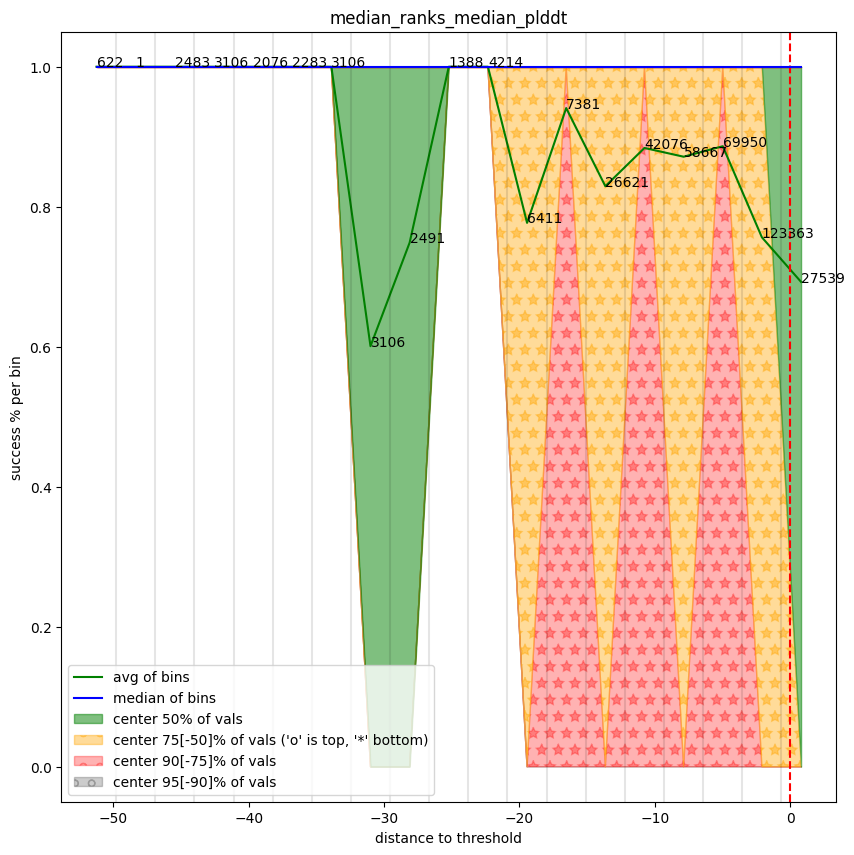 median_ranks_median_plddt
1.0
622 1 2483 3106 2076 2283 3106 1388 4214
7381
42076 69950
58667
0.8
26621
6411
123363
2491
27539
0.6
3106
success % per bin
0.4
0.2
0.0
avg of bins
median of bins
center 50% of vals
center 75[-50]% of vals ('o' is top, '*' bottom)
center 90[-75]% of vals
center 95[-90]% of vals
−50 −40 −30 −20 −10 0
distance to threshold